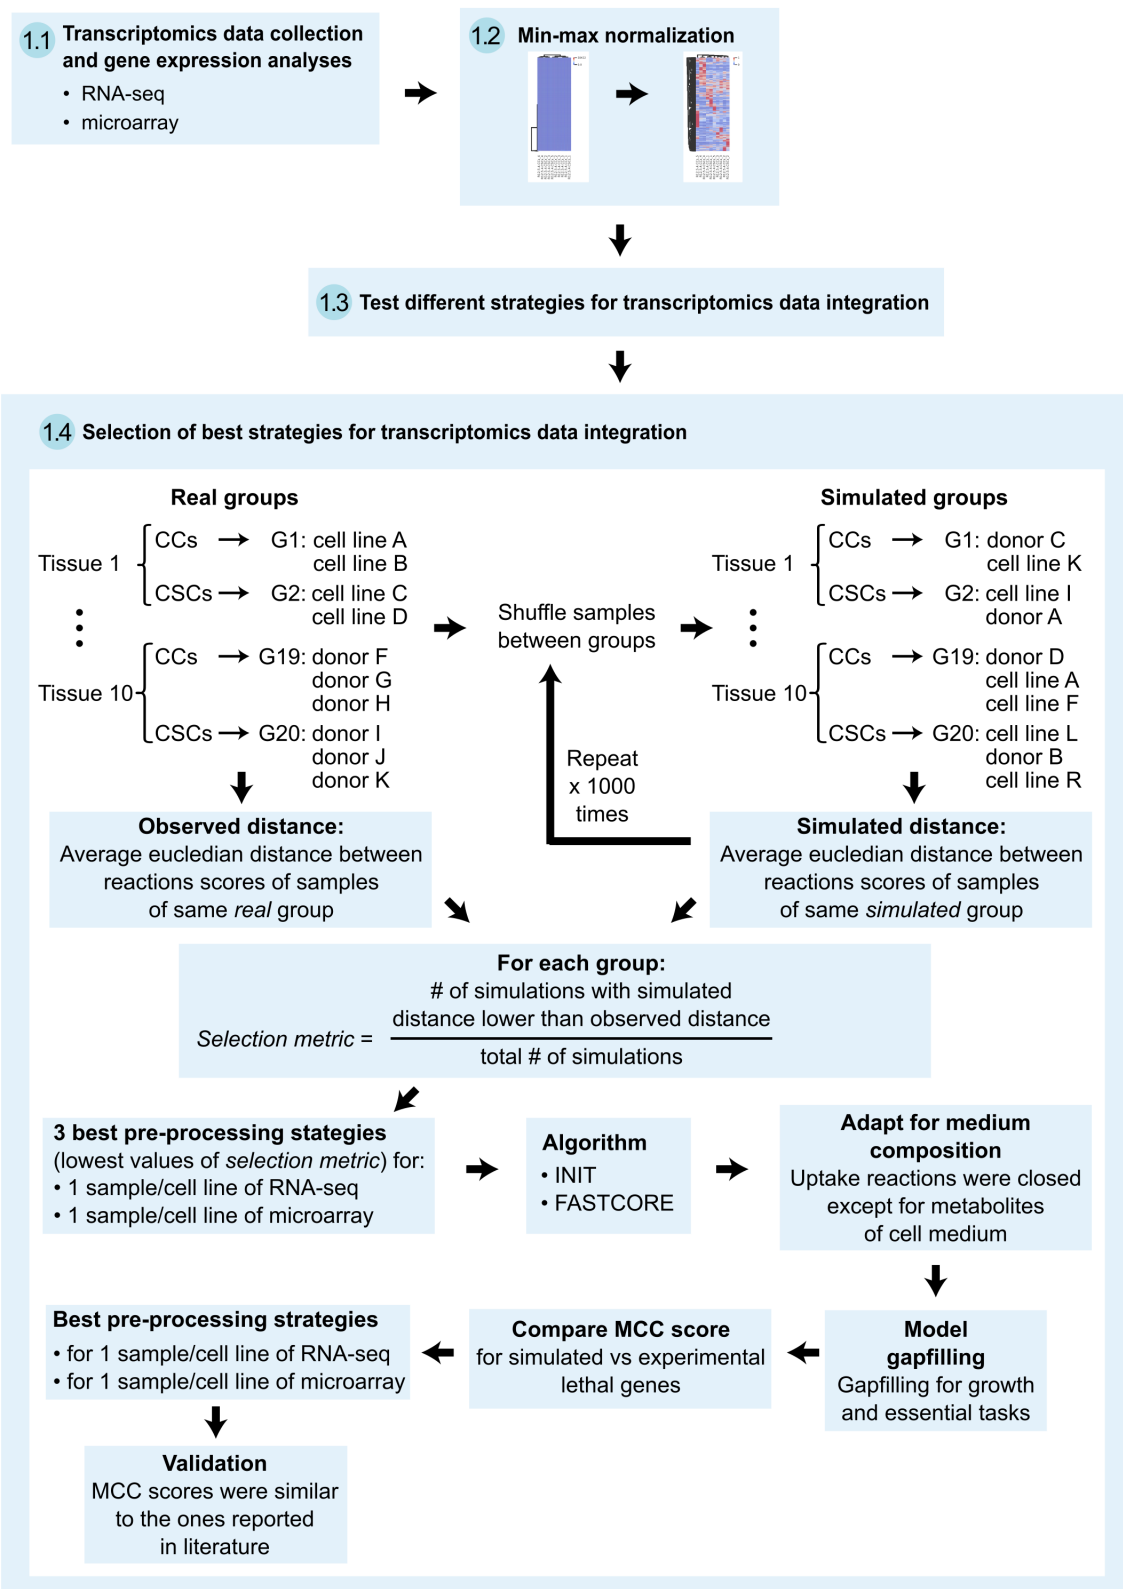 1.1 Transcriptomics data collection
and gene expression analyses
• RNA-seq
• microarray
1.2 Min-max normalization
1.3 Test different strategies for transcriptomics data integration
1.4 Selection of best strategies for transcriptomics data integration
Real groups
Tissue 1
CCs
G1: cell line A
cell line B
CSCs
G2: cell line C
cell line D
Tissue 10
CCs
G19: donor F
donor G
donor H
CSCs
G20: donor I
donor J
donor K
Shuffle samples
between groups
Repeat
x 1000
times
Simulated groups
Tissue 1
CCs
G1: donor C
cell line K
CSCs
G2: cell line I
donor A
Tissue 10
CCs
G19: donor D
cell line A
cell line F
CSCs
G20: cell line L
donor B
cell line R
Observed distance:
Average eucledian distance between
reactions scores of samples
of same real group
Simulated distance:
Average eucledian distance between
reactions scores of samples
of same simulated group
For each group:
# of simulations with simulated
distance lower than observed distance
Selection metric =
total # of simulations
3 best pre-processing stategies
(lowest values of selection metric) for:
• 1 sample/cell line of RNA-seq
• 1 sample/cell line of microarray
Algorithm
• INIT
• FASTCORE
Adapt for medium
composition
Uptake reactions were closed
except for metabolites
of cell medium
Model
gapfilling
Gapfilling for growth
and essential tasks
Compare MCC score
for simulated vs experimental
lethal genes
Best pre-processing strategies
• for 1 sample/cell line of RNA-seq
• for 1 sample/cell line of microarray
Validation
MCC scores were similar
to the ones reported
in literature